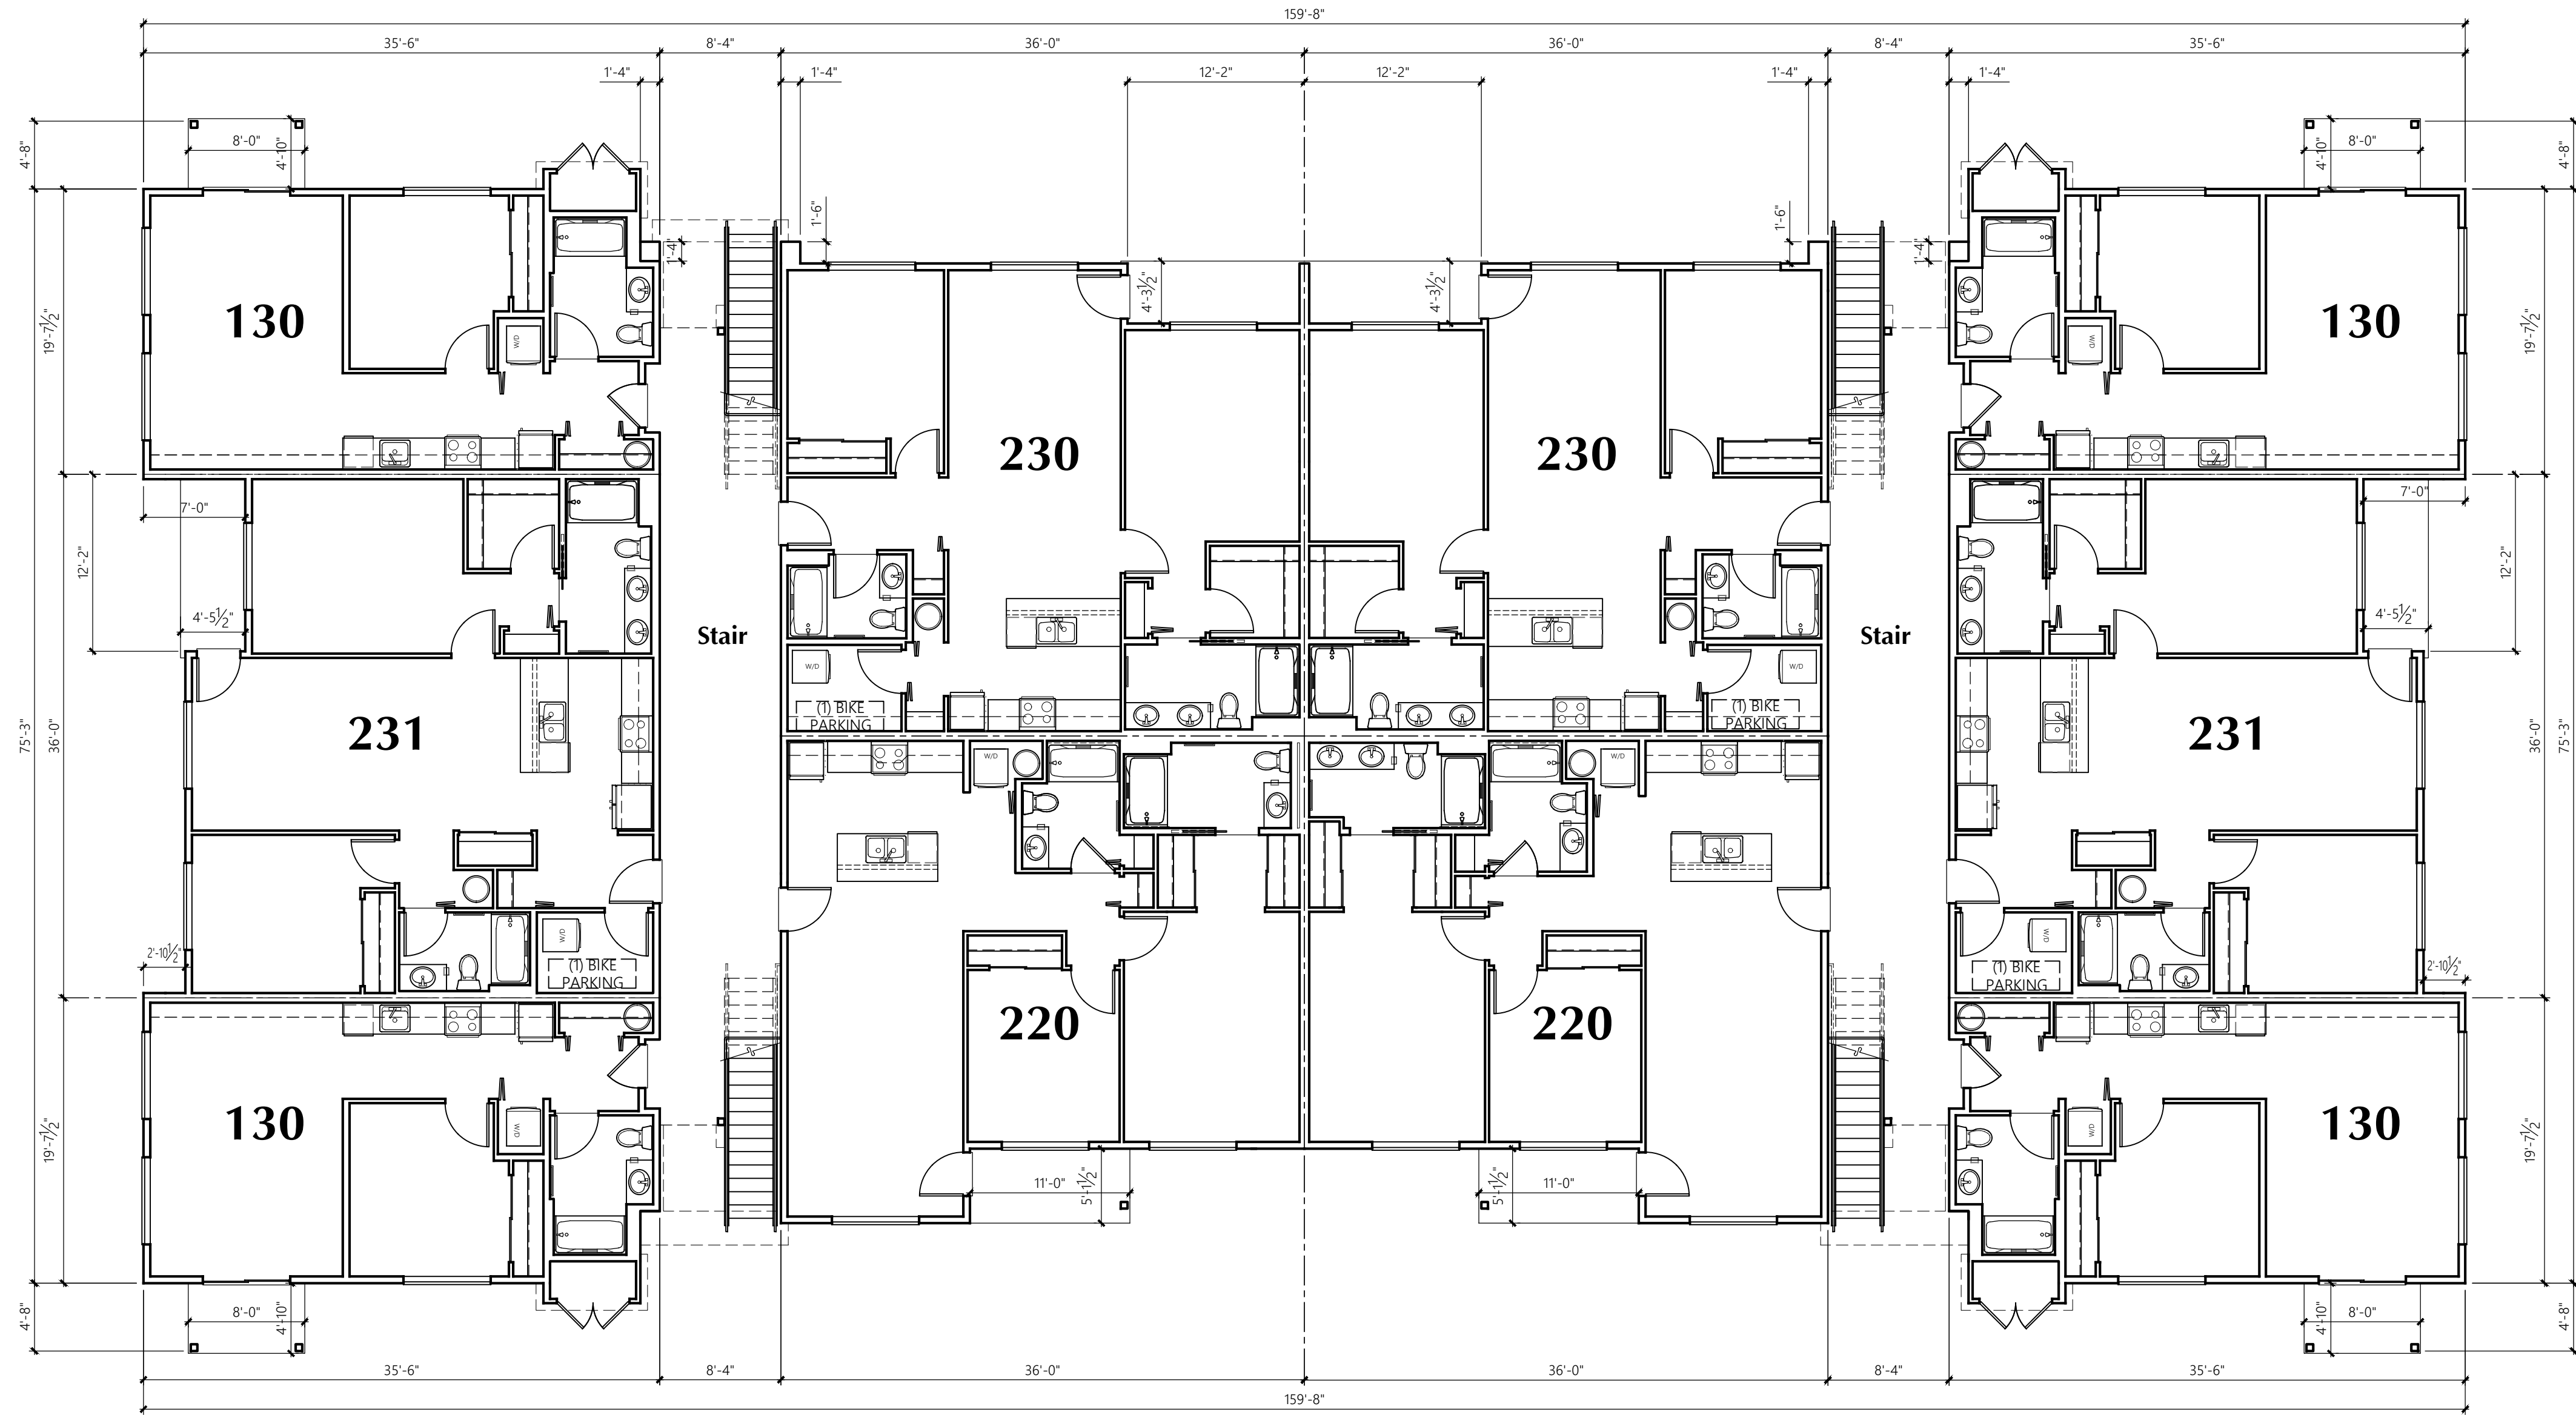 159'-8"
35'-6" 8'-4" 36'-0" 36'-0" 8'-4" 35'-6"
1'-4" 1'-4" 12'-2" 12'-2" 1'-4" 1'-4"
4'-8" 8'-0" 4'-10" 4'-10" 8'-0" 4'-8"
1'-6" 1'-6"
1'-4" 1'-4"
4'-3½" 4'-3½"
19'-7½" 130 W/D W/D 130 19'-7½"
230 230
7'-0" 7'-0"
12'-2" 12'-2"
4'-5½" 4'-5½"
Stair Stair
W/D W/D
(1) BIKE (1) BIKE
PARKING PARKING
75'-3" 36'-0" 231 231 36'-0" 75'-3"
W/D W/D
W/D W/D
2'-10½" 2'-10½"
(1) BIKE (1) BIKE
PARKING PARKING
220 220
19'-7½" 130 W/D W/D 130 19'-7½"
11'-0" 5'-1½" 5'-1½" 11'-0"
4'-8" 8'-0" 4'-10" 4'-10" 8'-0" 4'-8"
35'-6" 8'-4" 36'-0" 36'-0" 8'-4" 35'-6"
159'-8"